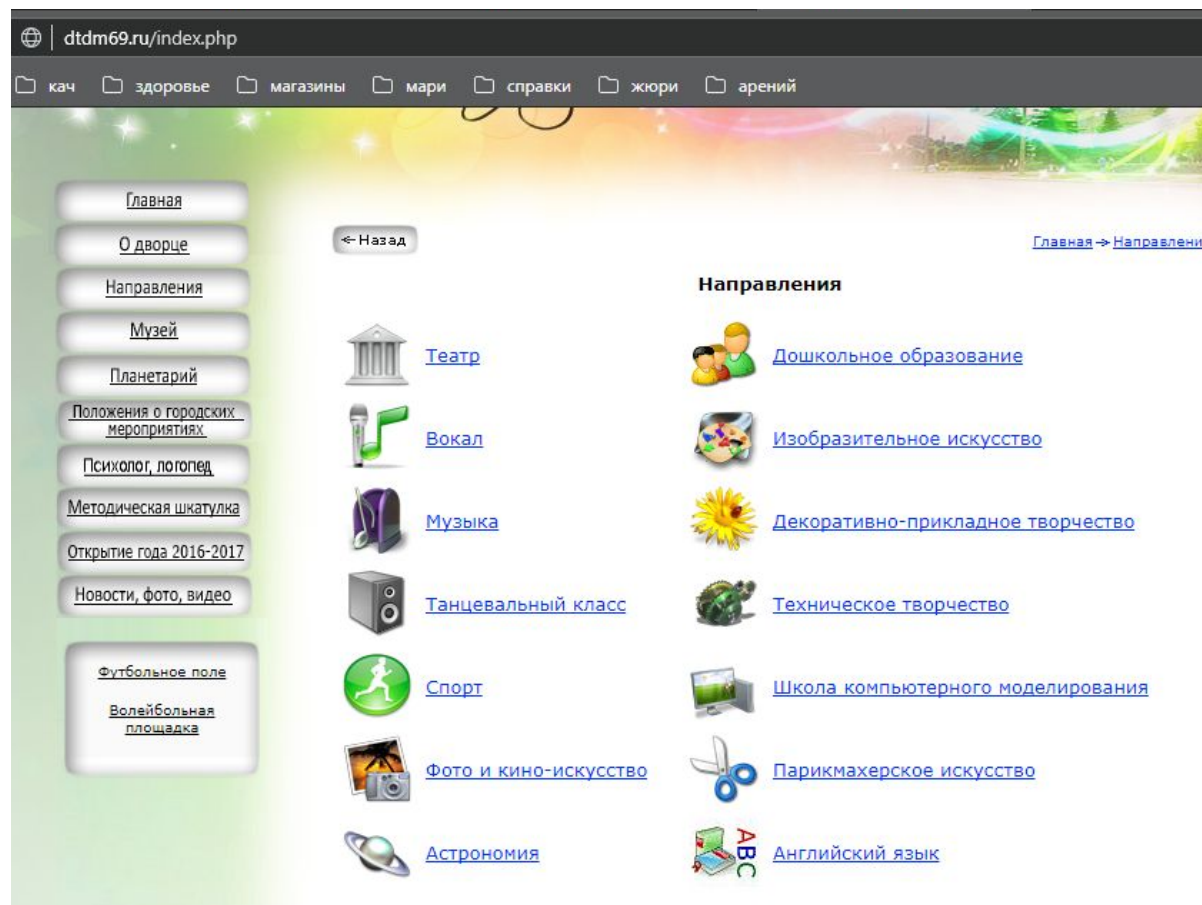 dtdm69.ru/index.php
кач здоровье магазины мари справки жюри арений
Главная
О дворце
Направления
Музей
Планетарий
Положения о городских
мероприятиях
Психолог, логопед
Методическая шкатулка
Открытие года 2016-2017
Новости, фото, видео
Футбольное поле
Волейбольная
площадка
Назад
Главная Направлени
Направления
Театр
Дошкольное образование
Вокал
Изобразительное искусство
Музыка
Декоративно-прикладное творчество
Танцевальный класс
Техническое творчество
Спорт
Школа компьютерного моделирования
Фото и кино-искусство
Парикмахерское искусство
Астрономия
ABC
Английский язык